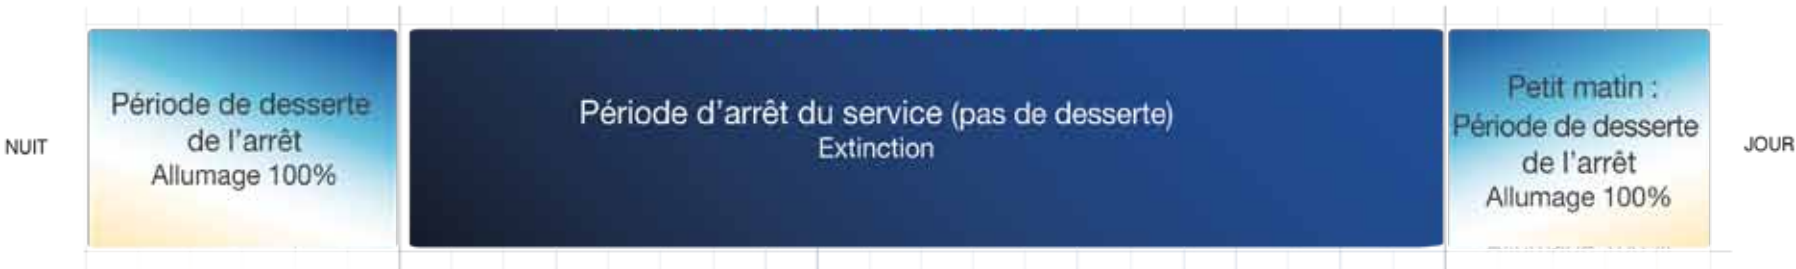 NUIT
Période de desserte
de l'arrêt
Allumage 100%
Période d'arrêt du service (pas de desserte)
Extinction
Petit matin :
Période de desserte
de l'arrêt
Allumage 100%
JOUR